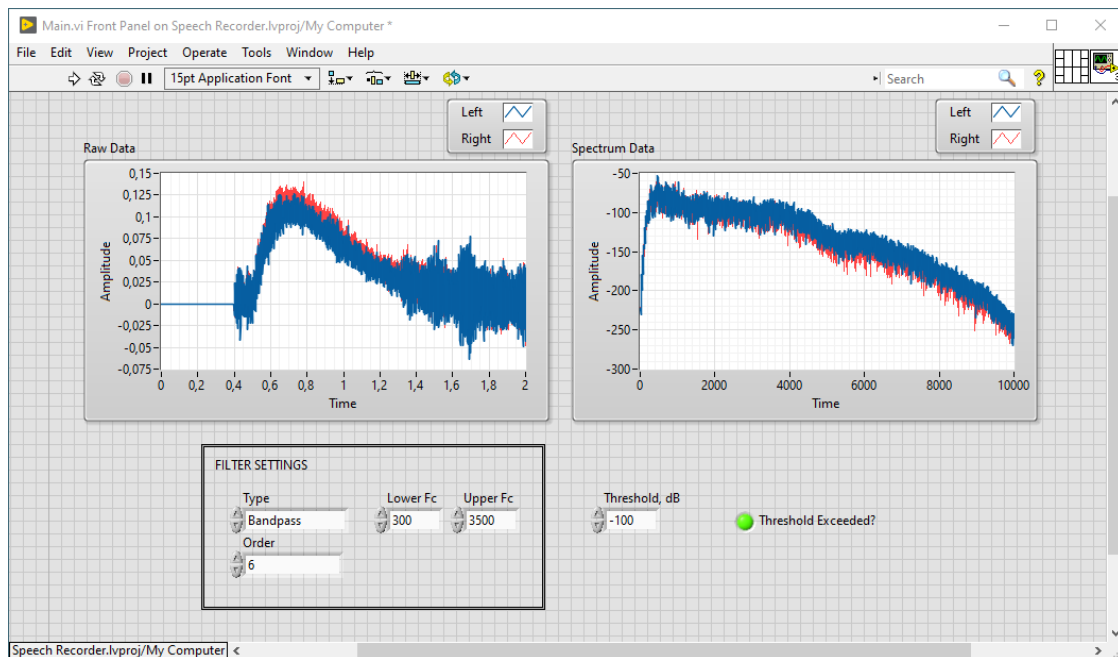 Main.vi Front Panel on Speech Recorder.lvproj/My Computer *
File Edit View Project Operate Tools Window Help
15pt Application Font
Search
?
Left
Right
Raw Data
0,15
0,125
0,1
0,075
0,05
0,025
0
-0,025
-0,05
-0,075
Amplitude
0 0,2 0,4 0,6 0,8 1 1,2 1,4 1,6 1,8 2
Time
Left
Right
Spectrum Data
-50
-100
-150
-200
-250
-300
Amplitude
0 2000 4000 6000 8000 10000
Time
FILTER SETTINGS
Type
Bandpass
Lower Fc
300
Upper Fc
3500
Order
6
Threshold, dB
-100
Threshold Exceeded?
Speech Recorder.lvproj/My Computer